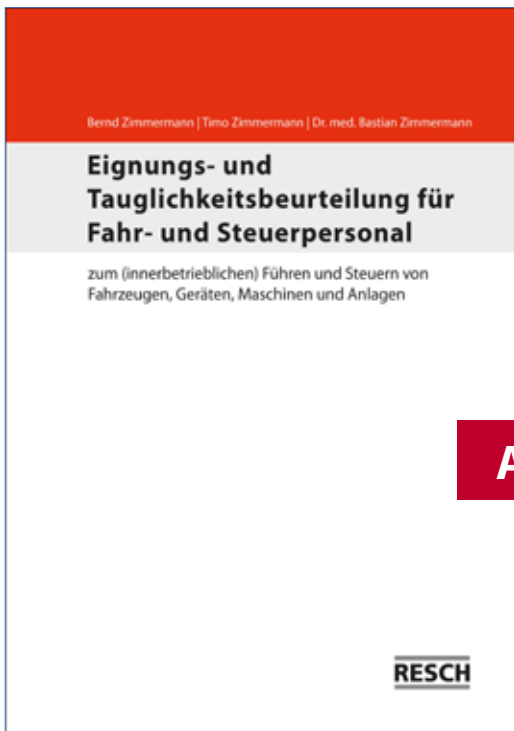 Bernd Zimmermann | Timo Zimmermann | Dr. med. Bastian Zimmermann
Eignungs- und
Tauglichkeitsbeurteilung für
Fahr- und Steuerpersonal
zum (innerbetrieblichen) Führen und Steuern von
Fahrzeugen, Geräten, Maschinen und Anlagen
A
RESCH